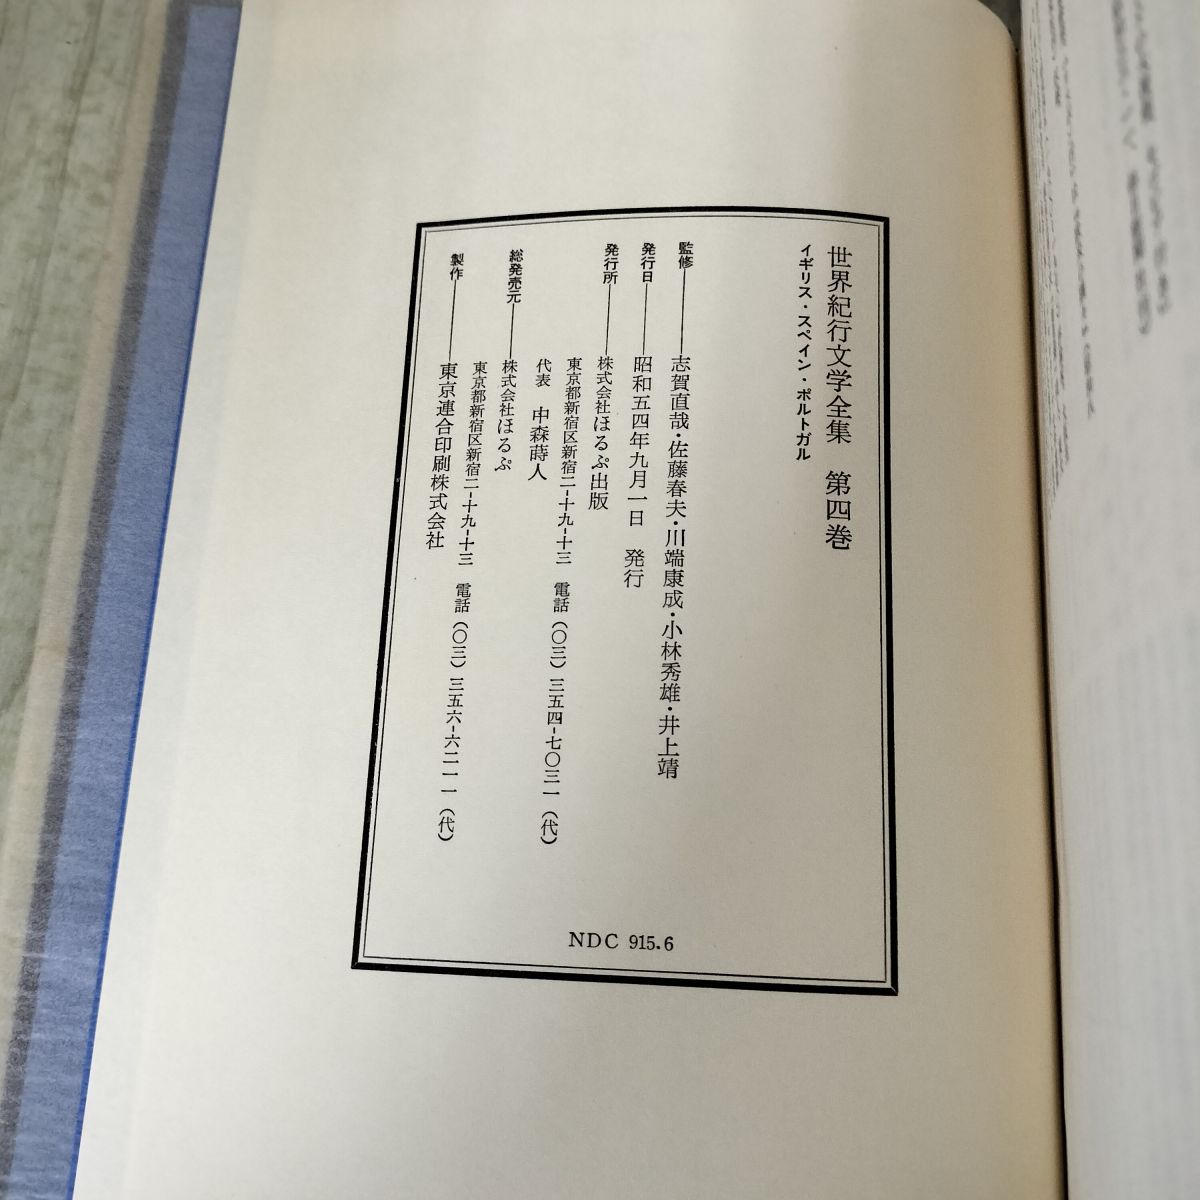 世界紀行文学全集　第四巻
イギリス・スペイン・ポルトガル
監修――志賀直哉・佐藤春夫・川端康成・小林秀雄・井上靖
発行日――昭和五四年九月一日　発行
発行所――株式会社ほるぷ出版
東京都新宿区新宿二-十九-十三　電話（〇三）三五四-七〇三一（代）
代表　中森蒔人
総発売元――株式会社ほるぷ
東京都新宿区新宿二-十九-十三　電話（〇三）三五六-六二一一（代）
製作――東京連合印刷株式会社
NDC 915.6